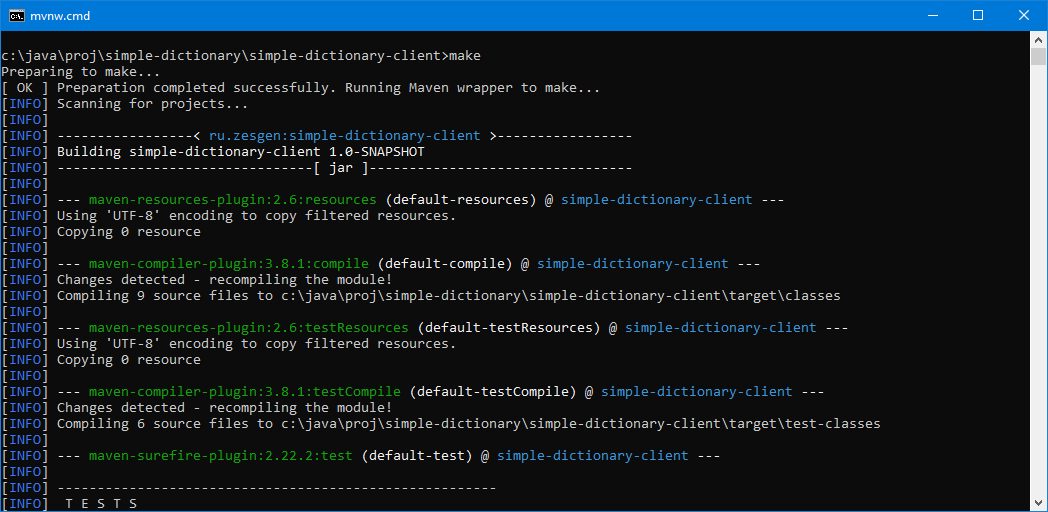 mvnw.cmd
c:\java\proj\simple-dictionary\simple-dictionary-client>make
Preparing to make...
[ OK ] Preparation completed successfully. Running Maven wrapper to make...
[INFO] Scanning for projects...
[INFO]
[INFO] -----------------< ru.zesgen:simple-dictionary-client >-----------------
[INFO] Building simple-dictionary-client 1.0-SNAPSHOT
[INFO] --------------------------------[ jar ]---------------------------------
[INFO]
[INFO] --- maven-resources-plugin:2.6:resources (default-resources) @ simple-dictionary-client ---
[INFO] Using 'UTF-8' encoding to copy filtered resources.
[INFO] Copying 0 resource
[INFO]
[INFO] --- maven-compiler-plugin:3.8.1:compile (default-compile) @ simple-dictionary-client ---
[INFO] Changes detected - recompiling the module!
[INFO] Compiling 9 source files to c:\java\proj\simple-dictionary\simple-dictionary-client\target\classes
[INFO]
[INFO] --- maven-resources-plugin:2.6:testResources (default-testResources) @ simple-dictionary-client ---
[INFO] Using 'UTF-8' encoding to copy filtered resources.
[INFO] Copying 0 resource
[INFO]
[INFO] --- maven-compiler-plugin:3.8.1:testCompile (default-testCompile) @ simple-dictionary-client ---
[INFO] Changes detected - recompiling the module!
[INFO] Compiling 6 source files to c:\java\proj\simple-dictionary\simple-dictionary-client\target\test-classes
[INFO]
[INFO] --- maven-surefire-plugin:2.22.2:test (default-test) @ simple-dictionary-client ---
[INFO]
[INFO] -------------------------------------------------------
[INFO]  T E S T S